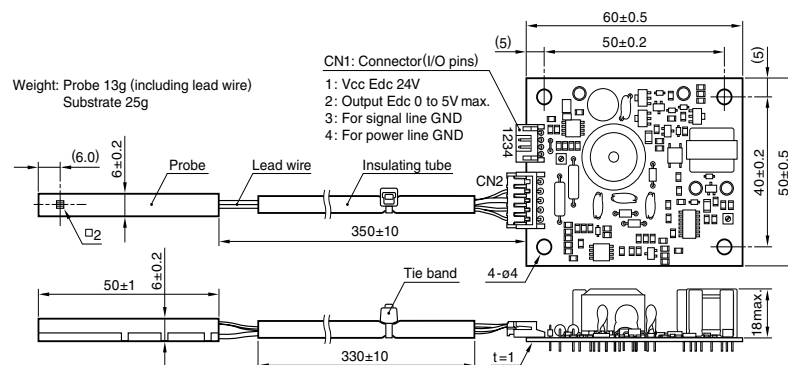 60±0.5
(5)
50±0.2
(5)
CN1: Connector(I/O pins)
1: Vcc Edc 24V
2: Output Edc 0 to 5V max.
3: For signal line GND
4: For power line GND
Weight: Probe 13g (including lead wire)
Substrate 25g
1234
(6.0)
6±0.2
Probe
Lead wire
Insulating tube
CN2
40±0.2
50±0.5
□2
350±10
4-ø4
50±1
6±0.2
Tie band
18max.
330±10
t=1